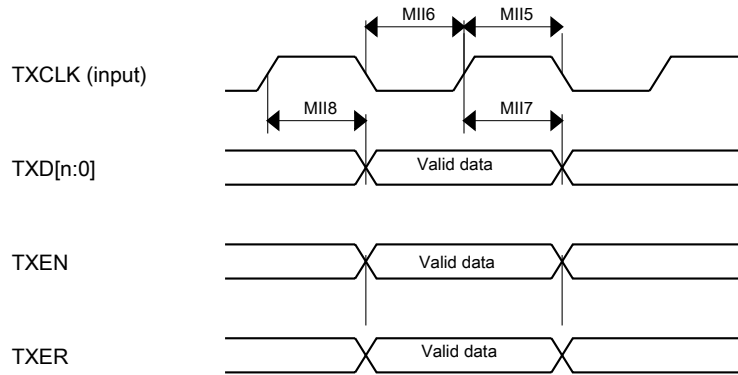 MII6 MII5
TXCLK (input)
MII8 MII7
TXD[n:0] Valid data
TXEN Valid data
TXER Valid data